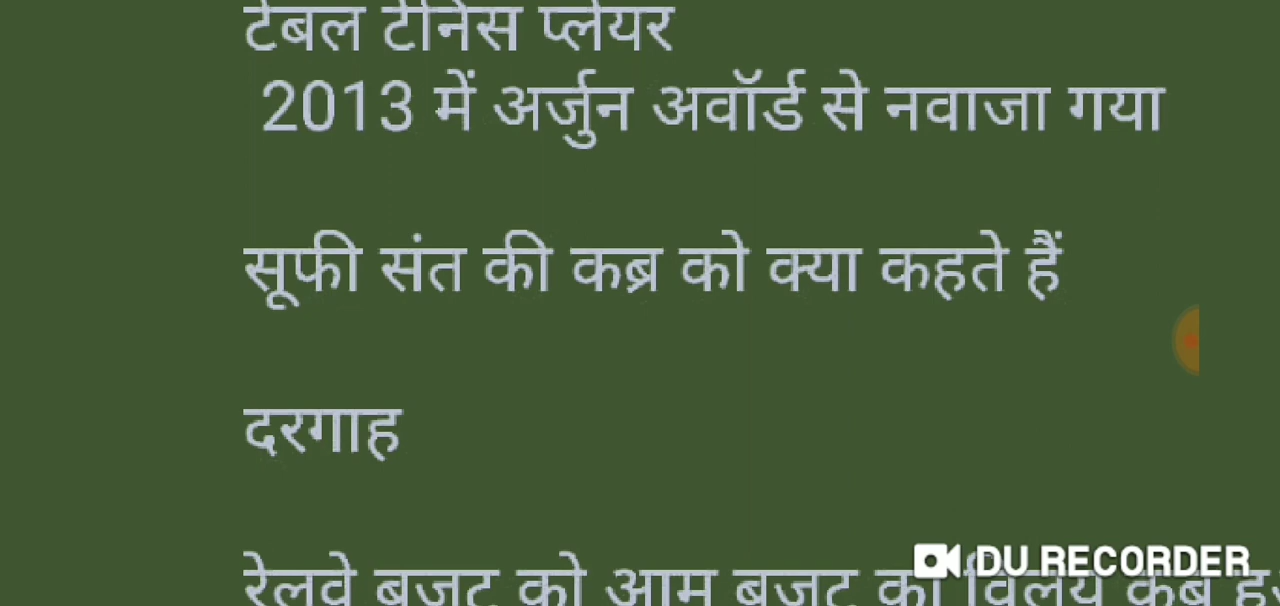 टेबल टेनिस प्लेयर
2013 में अर्जुन अवॉर्ड से नवाजा गया
सूफी संत की कब्र को क्या कहते हैं
दरगाह
रेलवे बजट को आम बजट का विलय कब
DU RECORDER